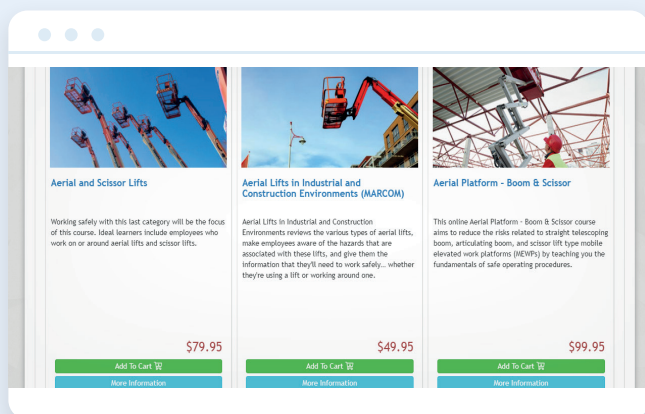 Aerial and Scissor Lifts
Working safely with this last category will be the focus
of this course. Ideal learners include employees who
work on or around aerial lifts and scissor lifts.
$79.95
Add To Cart
More Information
Aerial Lifts in Industrial and
Construction Environments (MARCOM)
Aerial Lifts in Industrial and Construction
Environments reviews the various types of aerial lifts,
make employees aware of the hazards that are
associated with these lifts, and give them the
information that they'll need to work safely... whether
they're using a lift or working around one.
$49.95
Add To Cart
More Information
Aerial Platform - Boom & Scissor
This online Aerial Platform - Boom & Scissor course
aims to reduce the risks related to straight telescoping
boom, articulating boom, and scissor lift type mobile
elevated work platforms (MEWPs) by teaching you the
fundamentals of safe operating procedures.
$99.95
Add To Cart
More Information